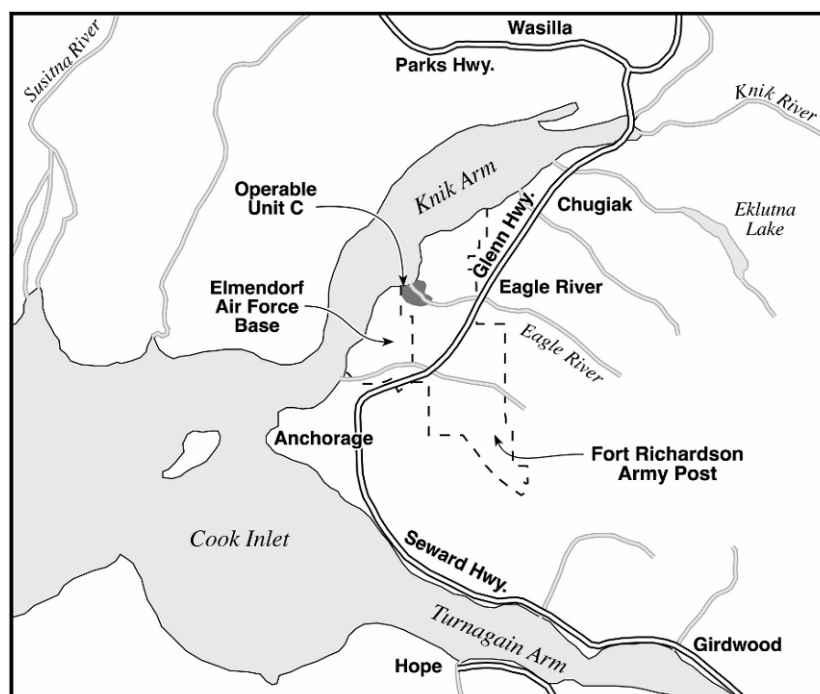 Wasilla
Susitna River
Parks Hwy.
Knik River
Operable
Unit C
Knik Arm
Glenn Hwy.
Chugiak
Eklutna
Lake
Elmendorf
Air Force
Base
Eagle River
Eagle River
Anchorage
Fort Richardson
Army Post
Cook Inlet
Seward Hwy.
Turnagain Arm
Girdwood
Hope